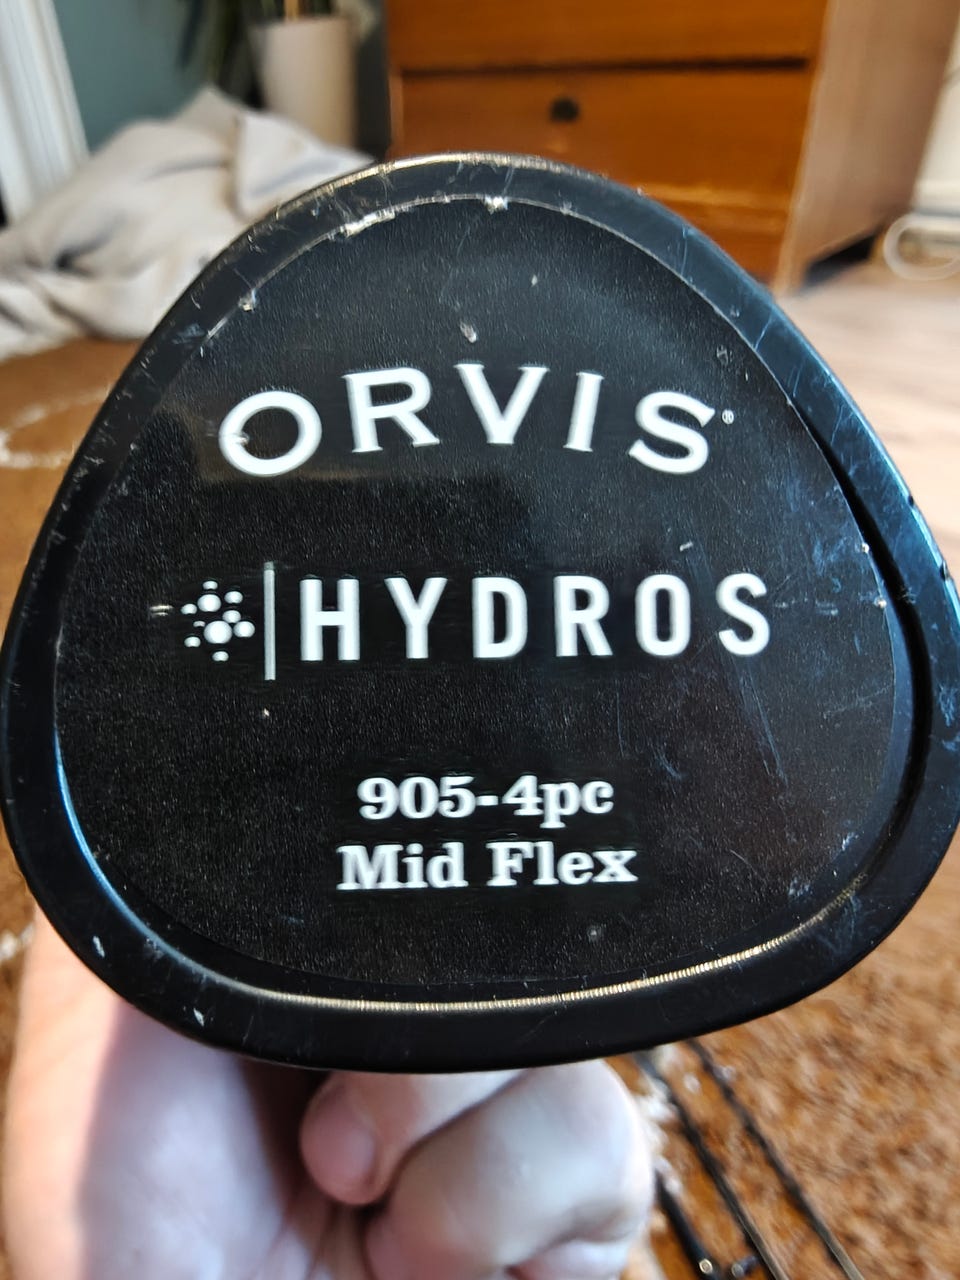 ORVIS®
HYDROS
905-4pc
Mid Flex